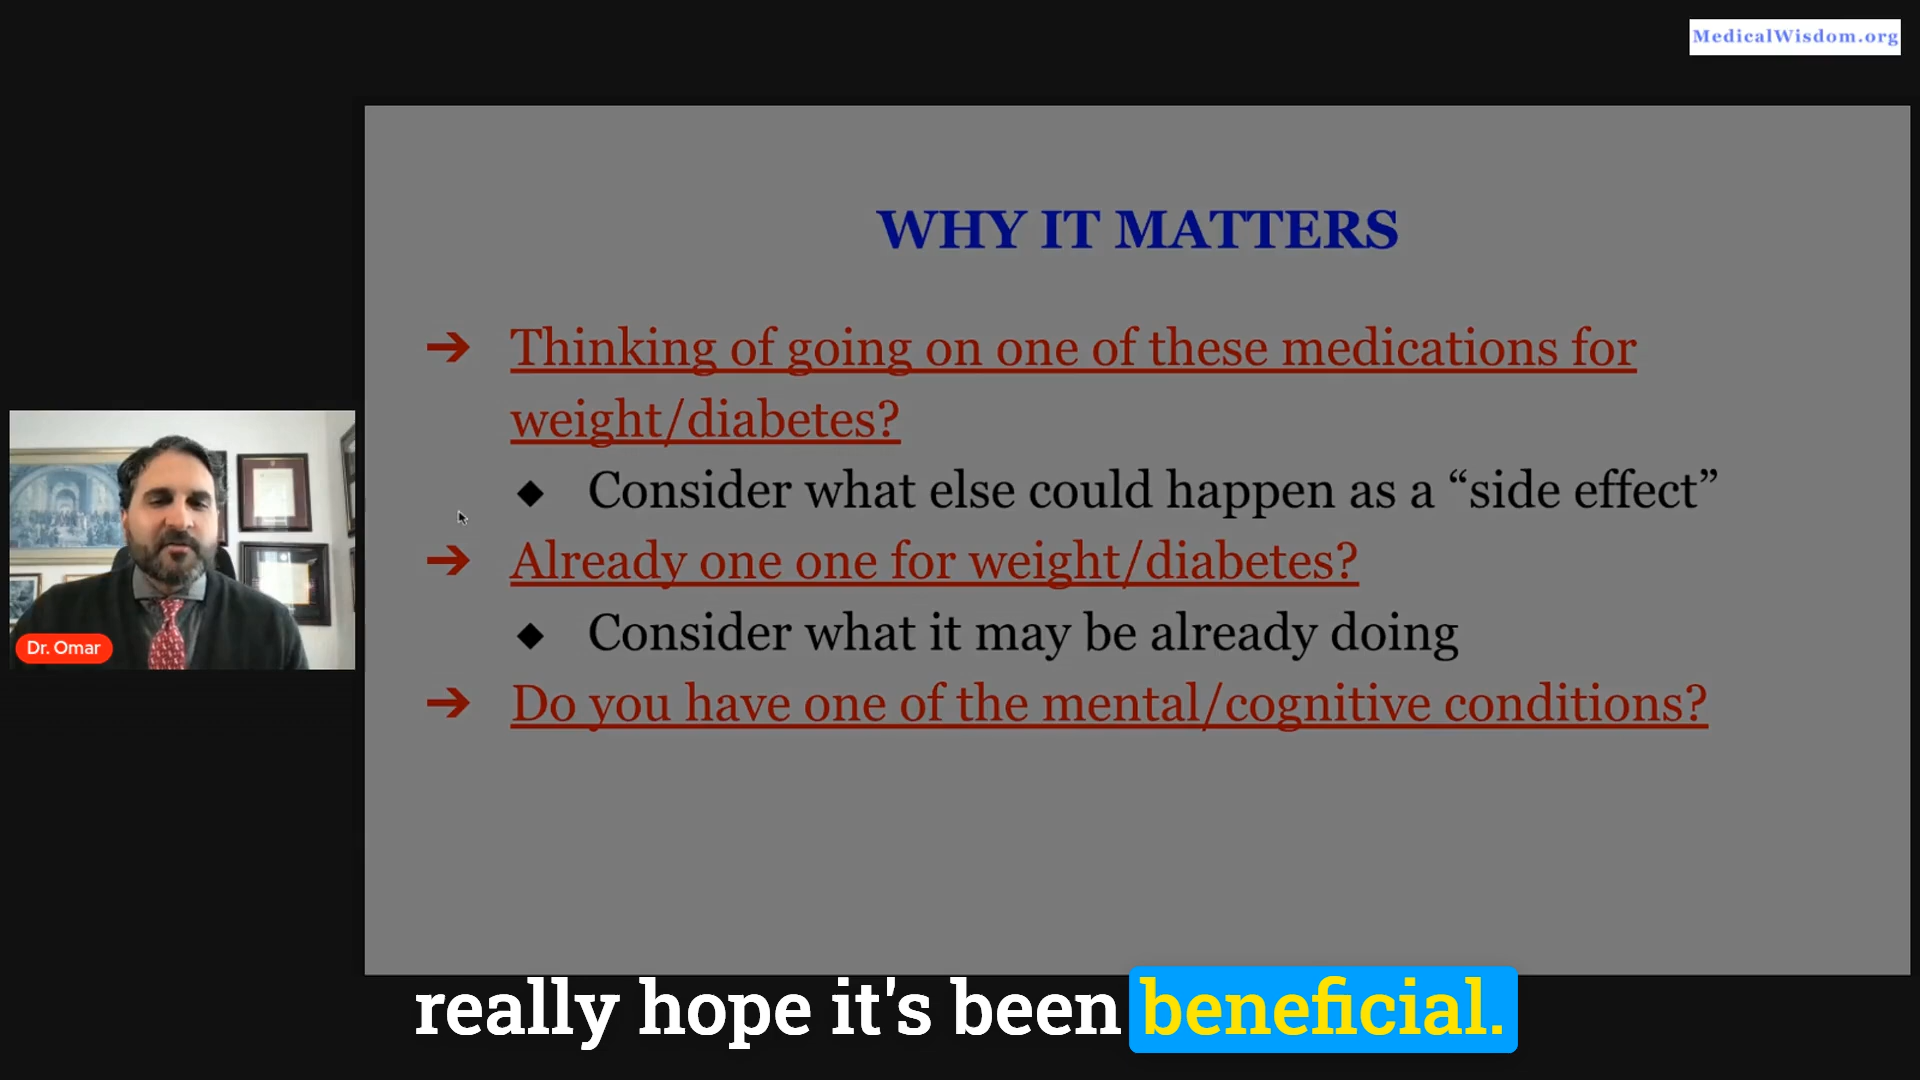 MedicalWisdom.org
WHY IT MATTERS
➔ Thinking of going on one of these medications for
weight/diabetes?
◆ Consider what else could happen as a “side effect”
➔ Already one one for weight/diabetes?
◆ Consider what it may be already doing
➔ Do you have one of the mental/cognitive conditions?
Dr. Omar
really hope it's been beneficial.